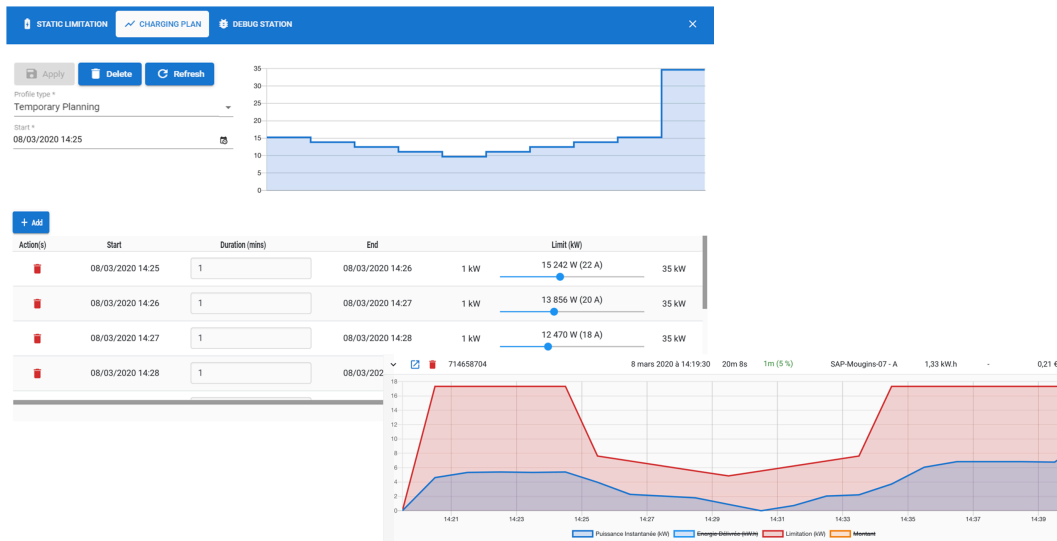 STATIC LIMITATION CHARGING PLAN DEBUG STATION
Apply Delete Refresh
Profile type *
Temporary Planning
Start *
08/03/2020 14:25
35
30
25
20
15
10
5
0
+ Add
Action(s) Start Duration (mins) End Limit (kW)
08/03/2020 14:25 1 08/03/2020 14:26 1 kW 15 242 W (22 A) 35 kW
08/03/2020 14:26 1 08/03/2020 14:27 1 kW 13 856 W (20 A) 35 kW
08/03/2020 14:27 1 08/03/2020 14:28 1 kW 12 470 W (18 A) 35 kW
08/03/2020 14:28 1 08/03/202
714658704 8 mars 2020 à 14:19:30 20m 8s 1m (5 %) SAP-Mougins-07 - A 1,33 kW.h - 0,21 €
18
16
14
12
10
8
6
4
2
0
14:21 14:23 14:25 14:27 14:29 14:31 14:33 14:35 14:37 14:39
Puissance Instantanée (kW) Energie Délivrée (kW.h) Limitation (kW) Montant